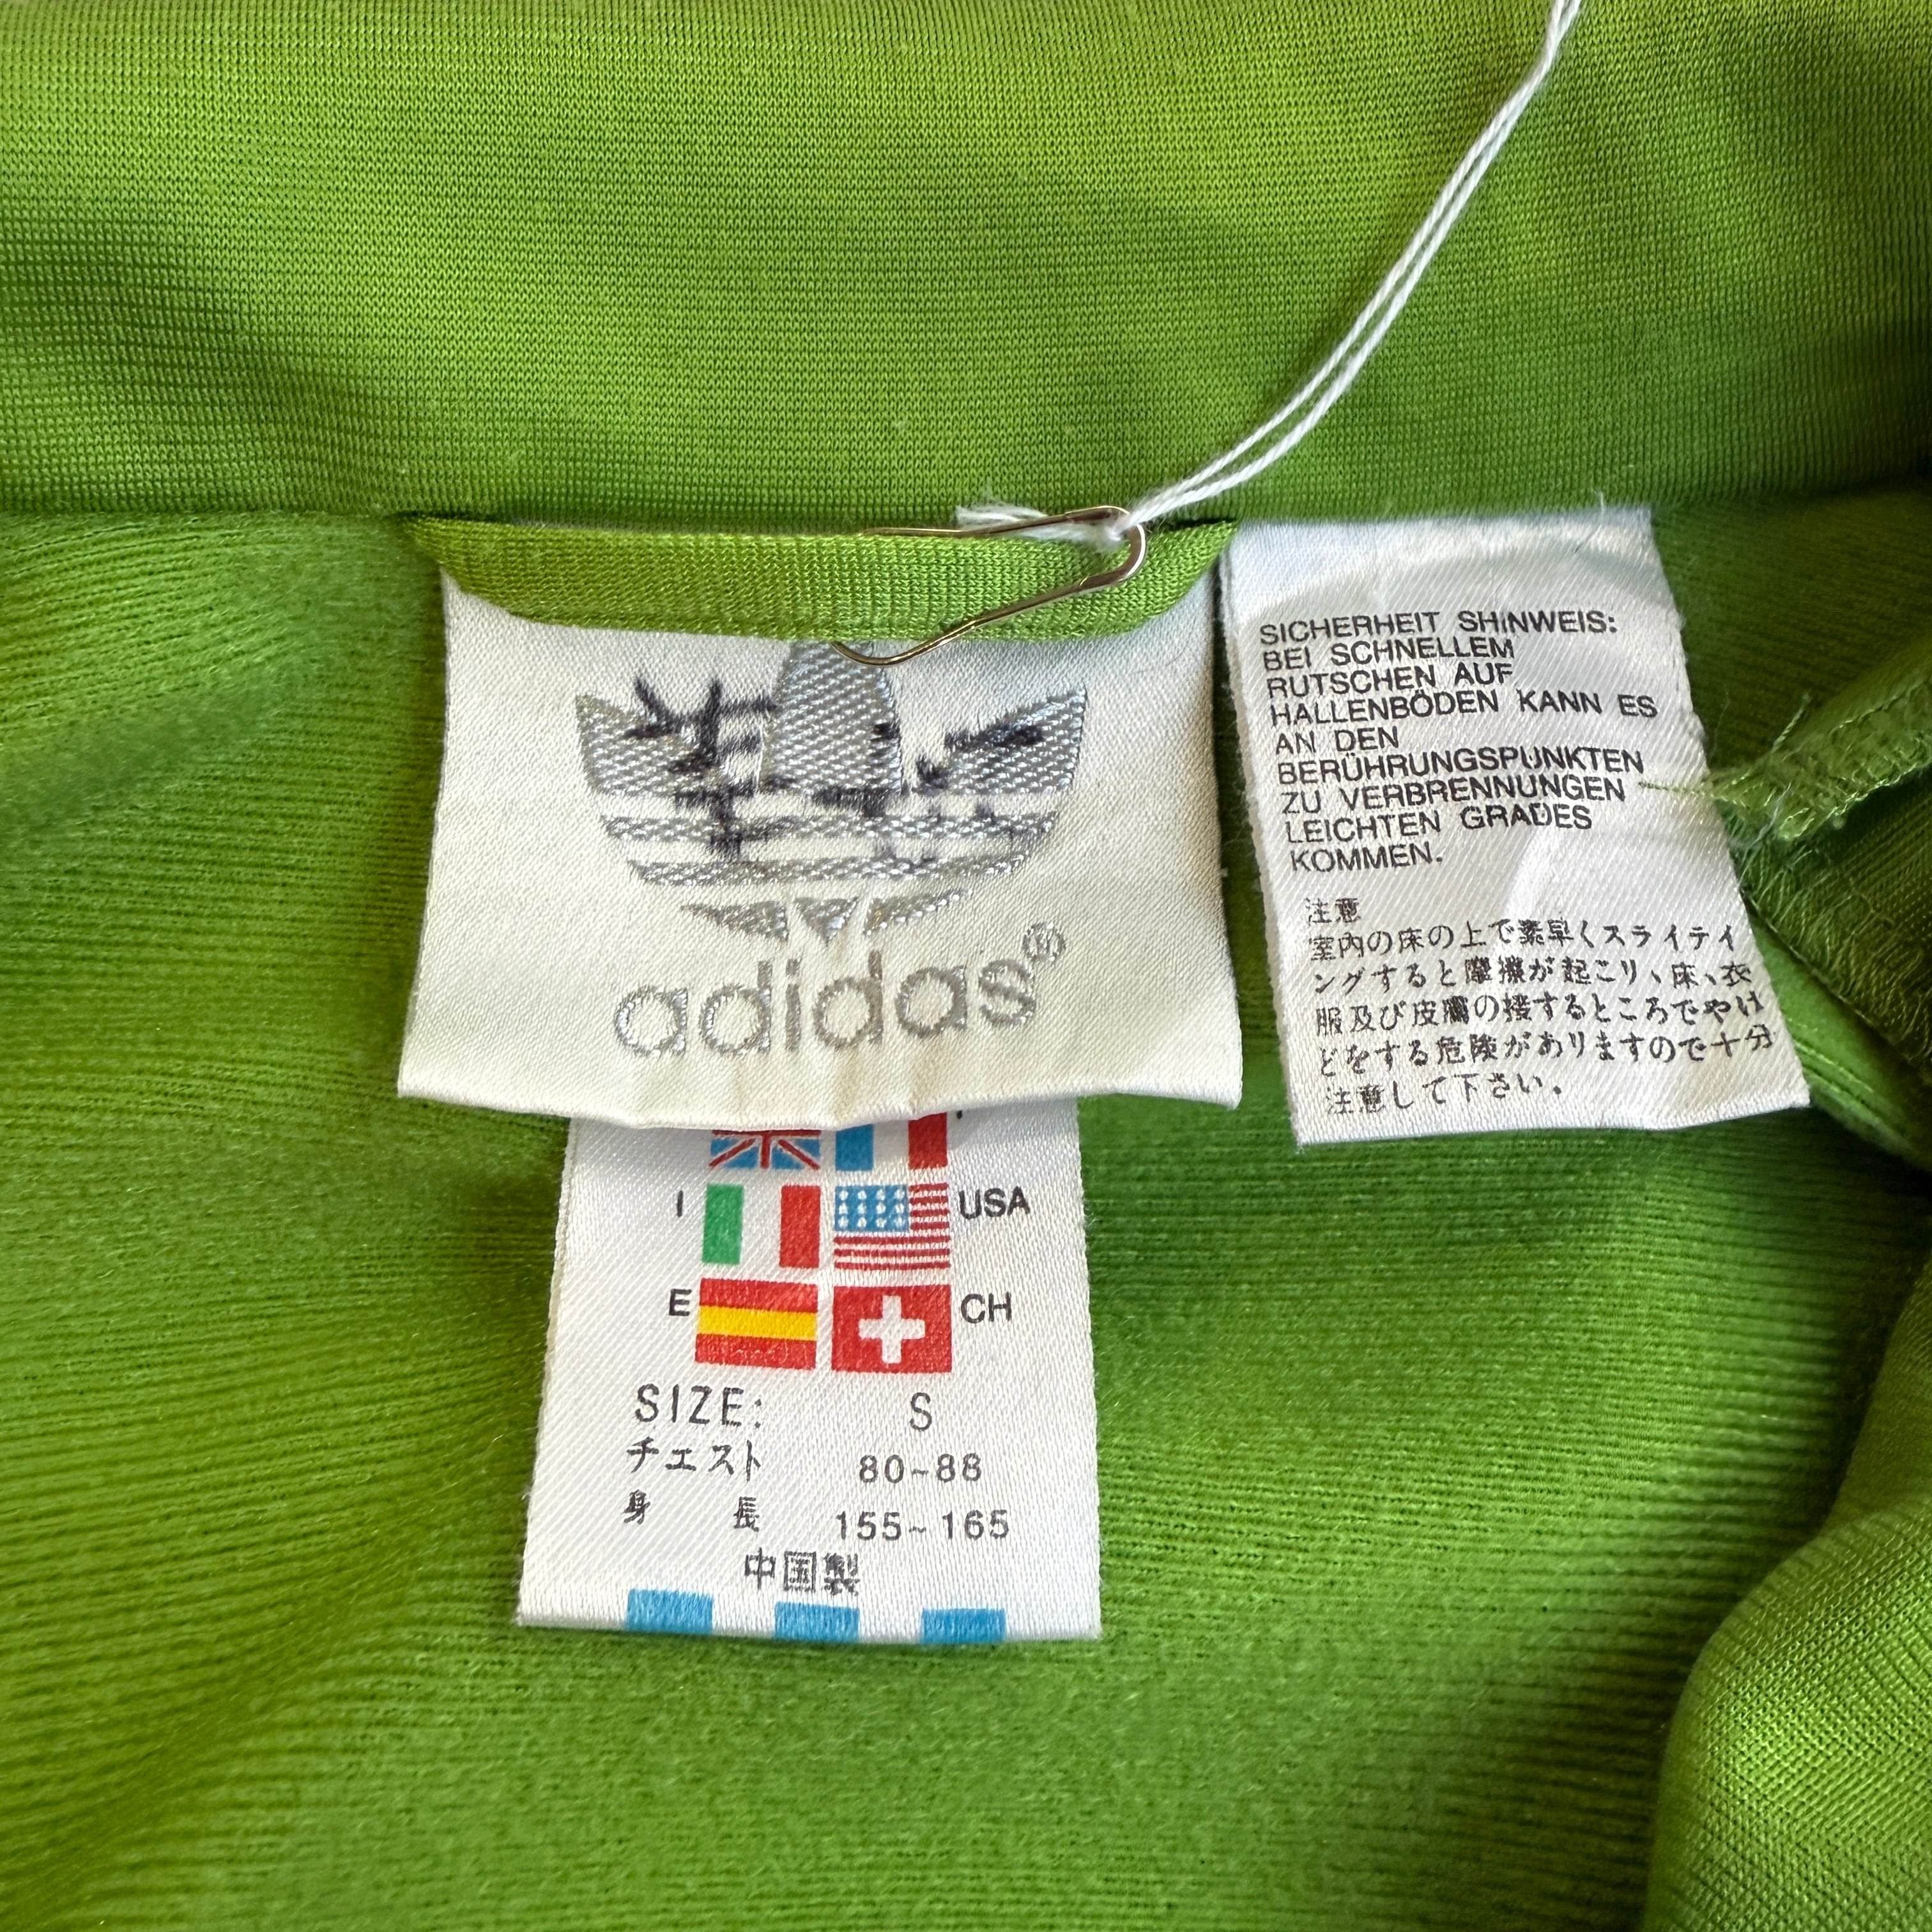 adidas®
SICHERHEIT SHINWEIS:
BEI SCHNELLEM
RUTSCHEN AUF
HALLENBÖDEN KANN ES
AN DEN
BERÜHRUNGSPUNKTEN
ZU VERBRENNUNGEN
LEICHTEN GRADES
KOMMEN.
注意
室内の床の上で素早くスライテイ
ングすると摩擦が起こり、床、衣
服及び皮膚の接するところでやけ
どをする危険がありますので十分
注意して下さい.
I USA
E CH
SIZE: S
チェスト 80~88
身 長 155~165
中国製